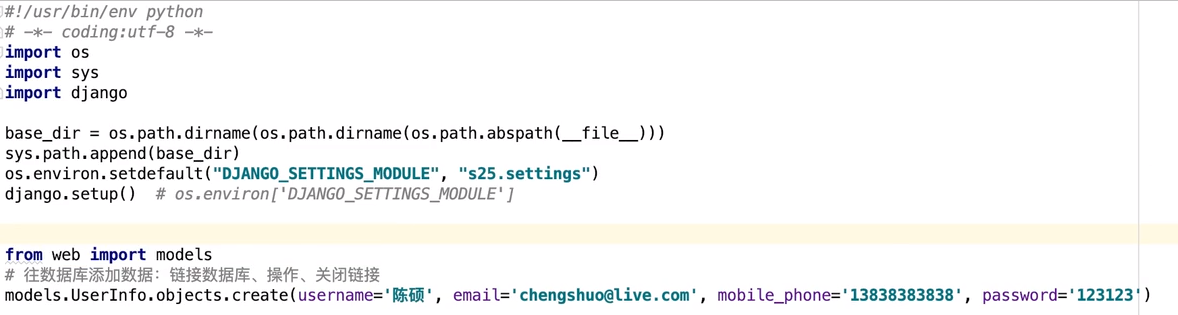 #!/usr/bin/env python
# -*- coding:utf-8 -*-
import os
import sys
import django
base_dir = os.path.dirname(os.path.dirname(os.path.abspath(__file__)))
sys.path.append(base_dir)
os.environ.setdefault("DJANGO_SETTINGS_MODULE", "s25.settings")
django.setup()  # os.environ['DJANGO_SETTINGS_MODULE']
from web import models
# 往数据库添加数据：链接数据库、操作、关闭链接
models.UserInfo.objects.create(username='陈硕', email='chengshuo@live.com', mobile_phone='13838383838', password='123123')